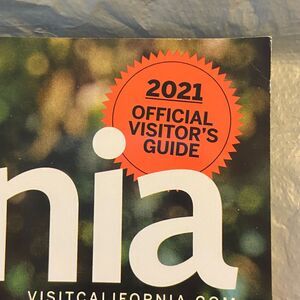 2021
OFFICIAL
VISITOR'S
GUIDE
nia
VISITCALIFORNIA.COM